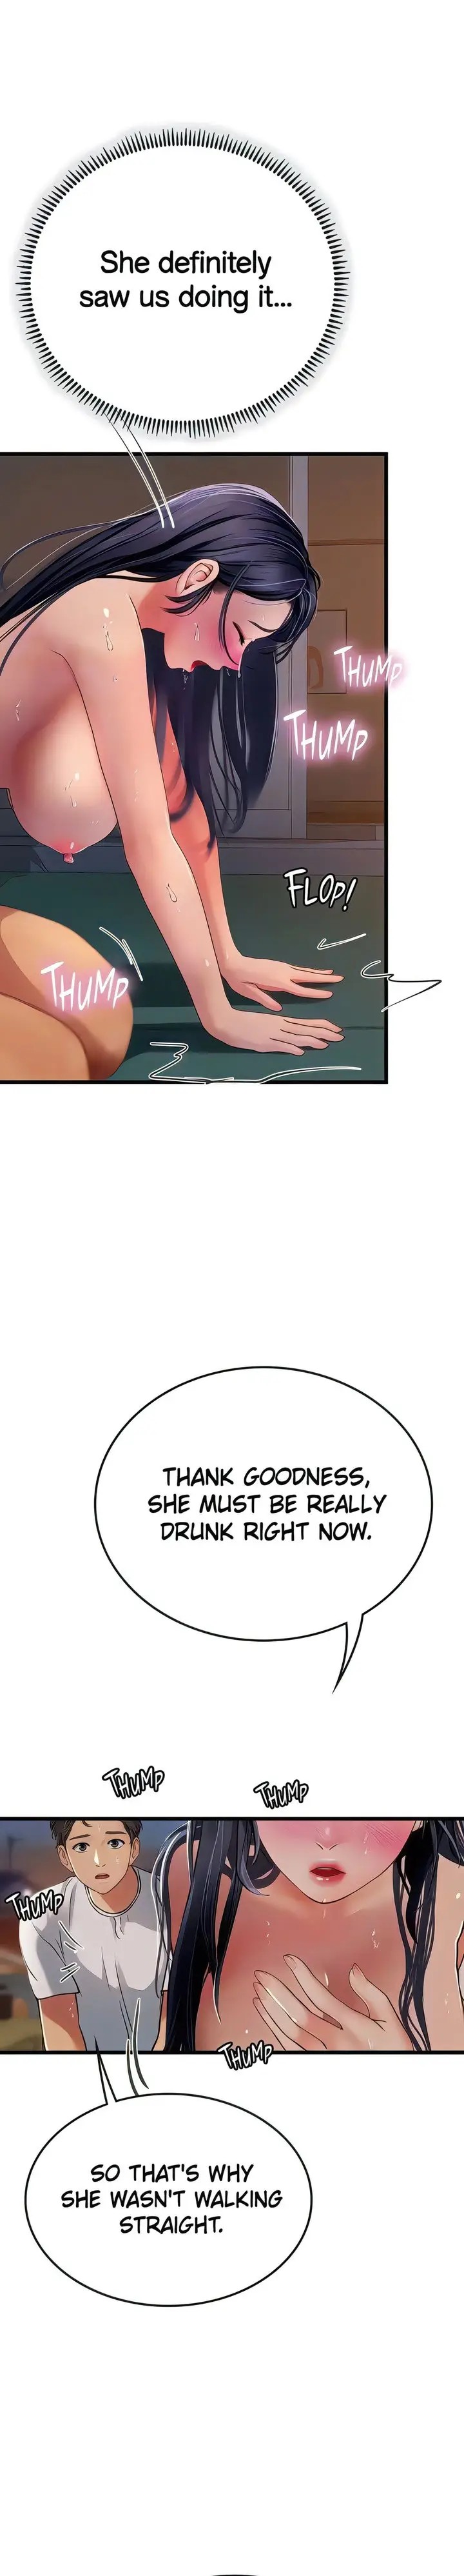 She definitely
saw us doing it...
THUMP
THUMP
FLOP!
THUMP
THANK GOODNESS,
SHE MUST BE REALLY
DRUNK RIGHT NOW.
THUMP
THUMP
THUMP
THUMP
SO THAT'S WHY
SHE WASN'T WALKING
STRAIGHT.